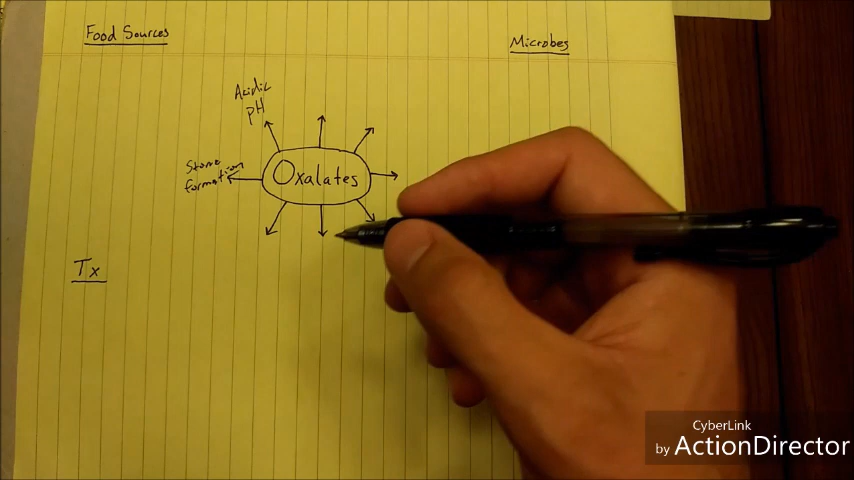 Food Sources
Microbes
Acidic
pH
Stone
formation
Oxalates
Tx
CyberLink
by ActionDirector